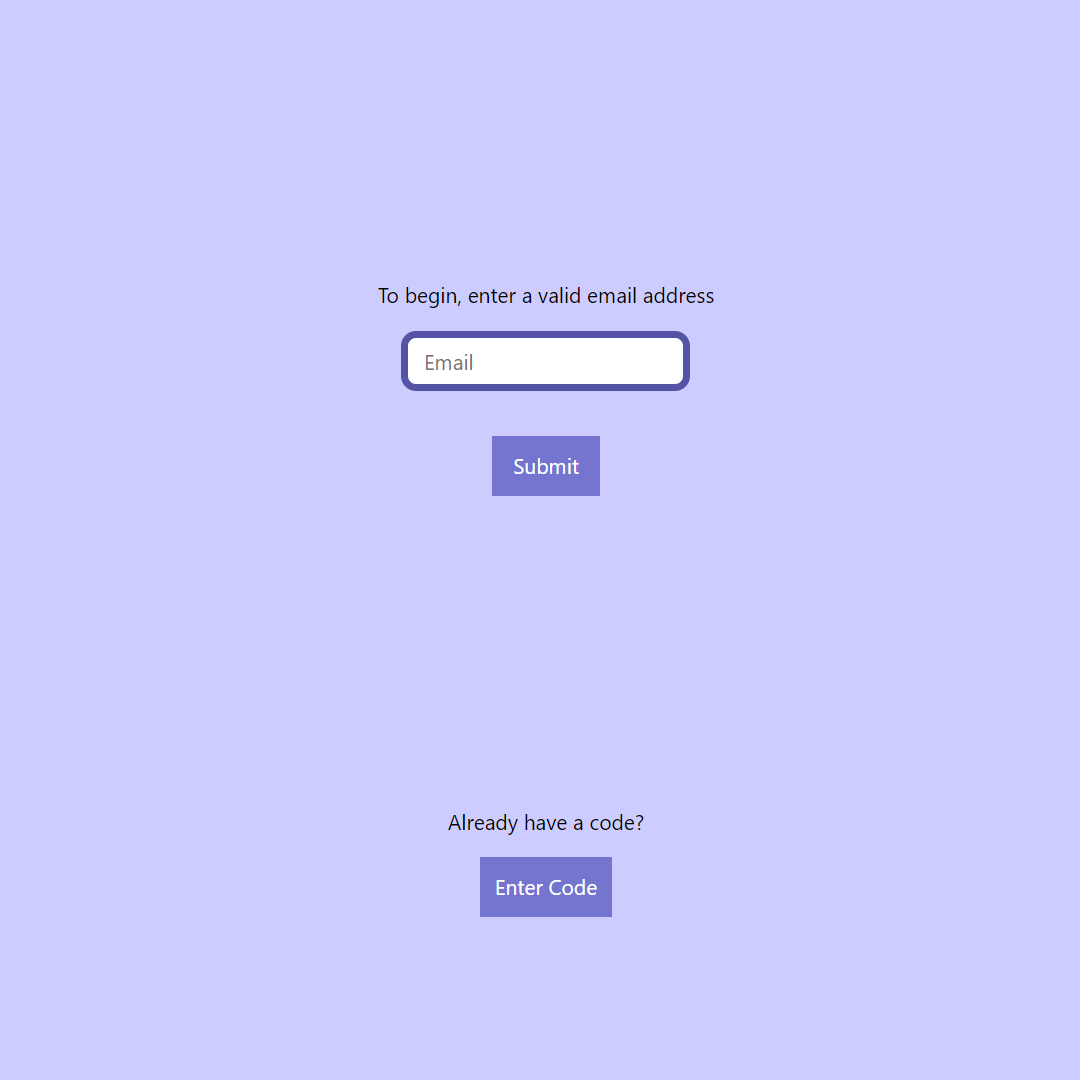 To begin, enter a valid email address
Email
Submit
Already have a code?
Enter Code